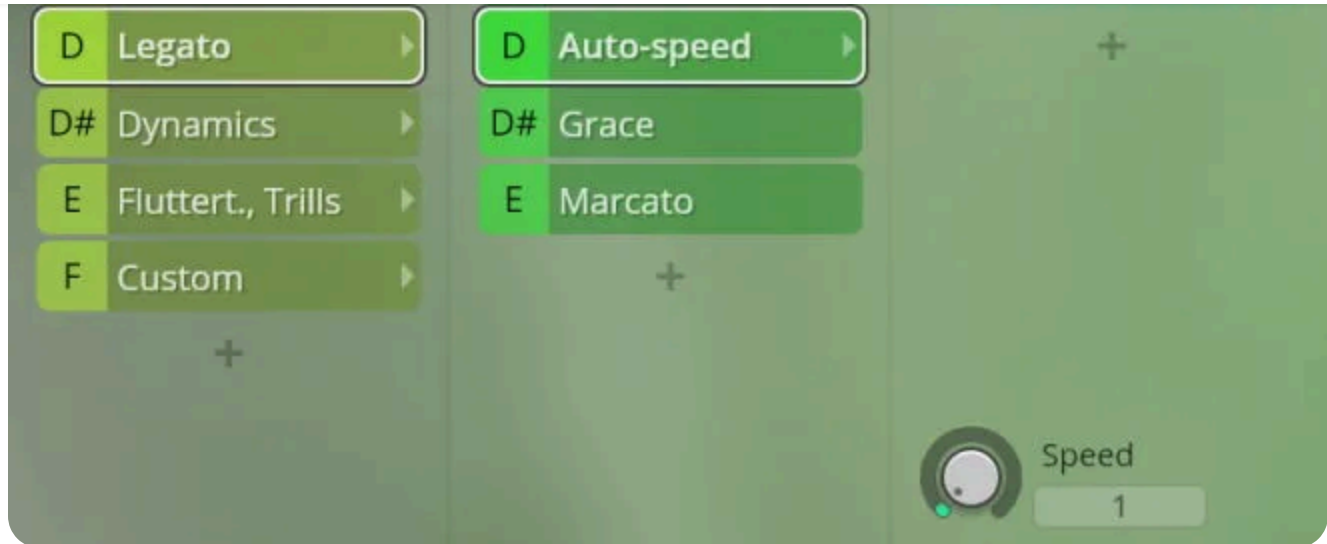 D Legato
D# Dynamics
E Fluttert., Trills
F Custom
+
D Auto-speed
D# Grace
E Marcato
+
+
Speed
1